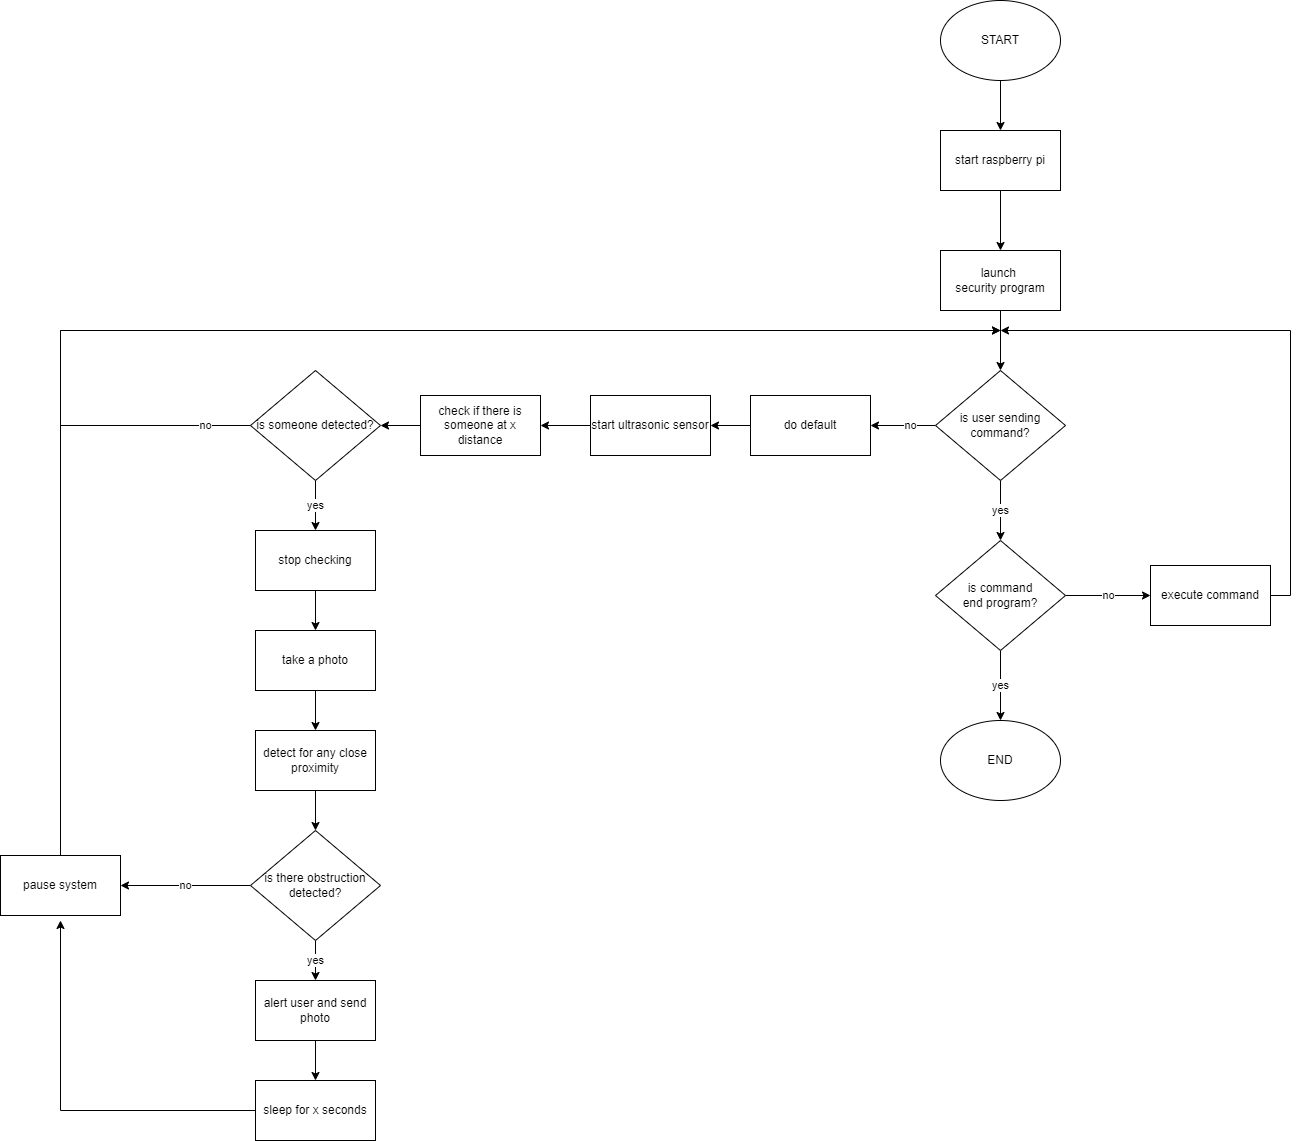 START
start raspberry pi
launch
security program
is user sending
command?
no
do default
start ultrasonic sensor
check if there is
someone at x
distance
is someone detected?
no
yes
stop checking
take a photo
detect for any close
proximity
is there obstruction
detected?
no
pause system
yes
alert user and send
photo
sleep for x seconds
yes
is command
end program?
no
execute command
yes
END